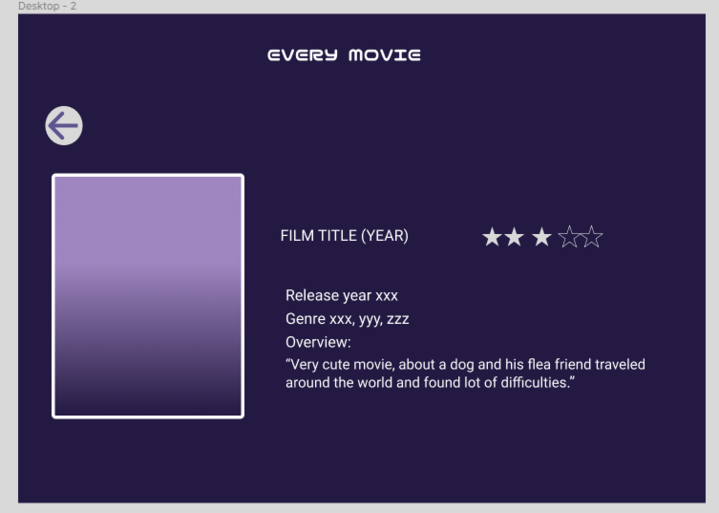 Desktop - 2
EVERY MOVIE
FILM TITLE (YEAR)
Release year xxx
Genre xxx, yyy, zzz
Overview:
“Very cute movie, about a dog and his flea friend traveled
around the world and found lot of difficulties.”